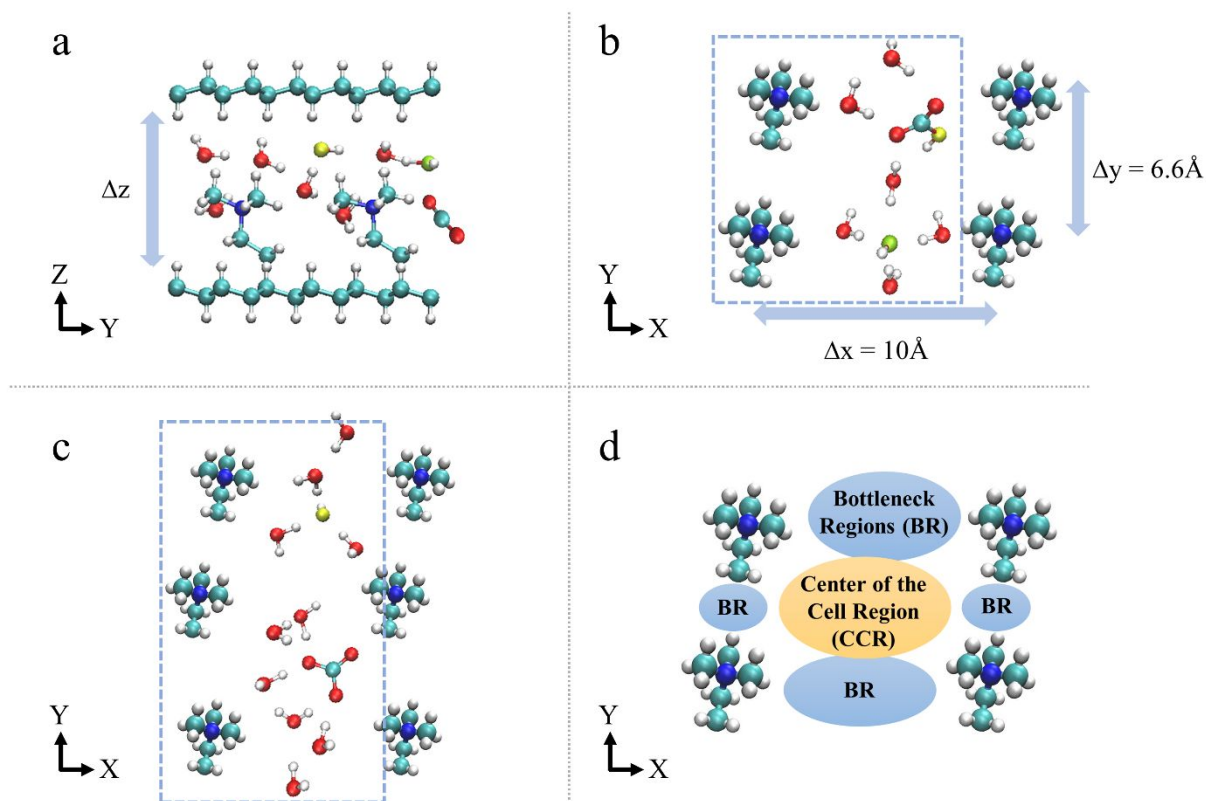 a
Δz
Z
Y
b
Δy = 6.6Å
Y
X
Δx = 10Å
c
Y
X
d
Bottleneck
Regions (BR)
BR
Center of the
Cell Region
(CCR)
BR
BR
Y
X